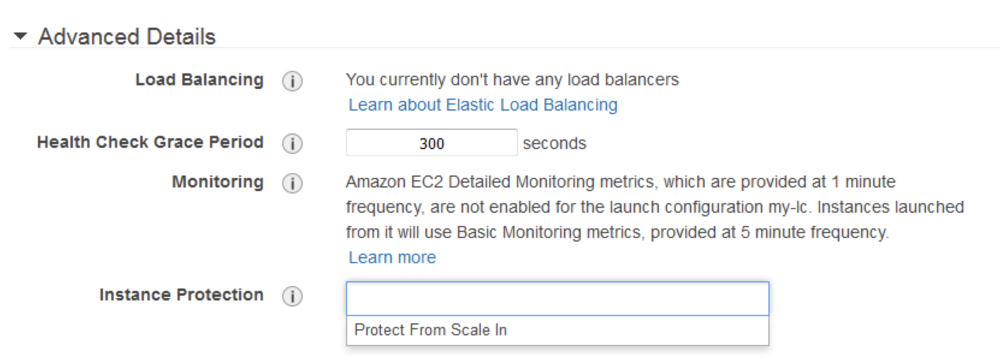 Advanced Details
Load Balancing
You currently don't have any load balancers
Learn about Elastic Load Balancing
Health Check Grace Period
300 seconds
Monitoring
Amazon EC2 Detailed Monitoring metrics, which are provided at 1 minute
frequency, are not enabled for the launch configuration my-lc. Instances launched
from it will use Basic Monitoring metrics, provided at 5 minute frequency.
Learn more
Instance Protection
Protect From Scale In